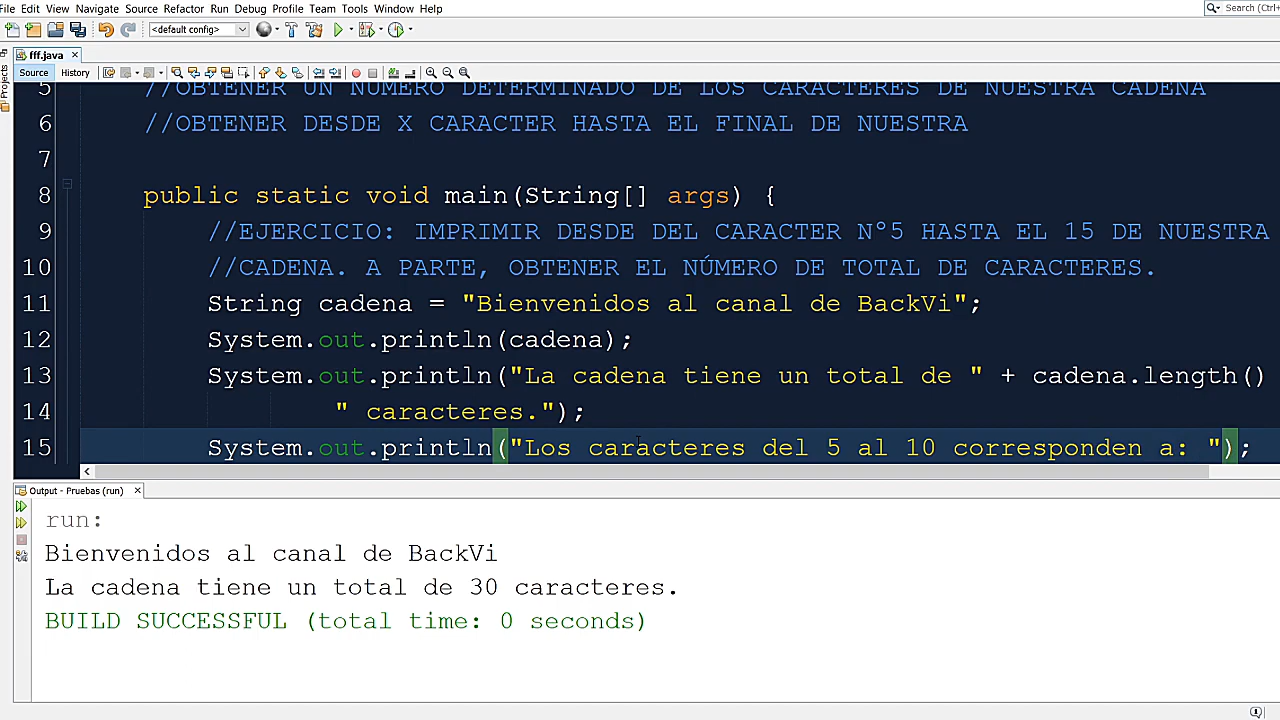 File Edit View Navigate Source Refactor Run Debug Profile Team Tools Window Help
Search (Ctrl+
<default config>
fff.java
Source History
Projects
5 //OBTENER UN NÚMERO DETERMINADO DE LOS CARACTERES DE NUESTRA CADENA
6 //OBTENER DESDE X CARACTER HASTA EL FINAL DE NUESTRA
7
8 public static void main(String[] args) {
9 //EJERCICIO: IMPRIMIR DESDE DEL CARACTER Nº5 HASTA EL 15 DE NUESTRA
10 //CADENA. A PARTE, OBTENER EL NÚMERO DE TOTAL DE CARACTERES.
11 String cadena = "Bienvenidos al canal de BackVi";
12 System.out.println(cadena);
13 System.out.println("La cadena tiene un total de " + cadena.length()
14 " caracteres.");
15 System.out.println("Los caracteres del 5 al 10 corresponden a: ");
Output - Pruebas (run)
run:
Bienvenidos al canal de BackVi
La cadena tiene un total de 30 caracteres.
BUILD SUCCESSFUL (total time: 0 seconds)